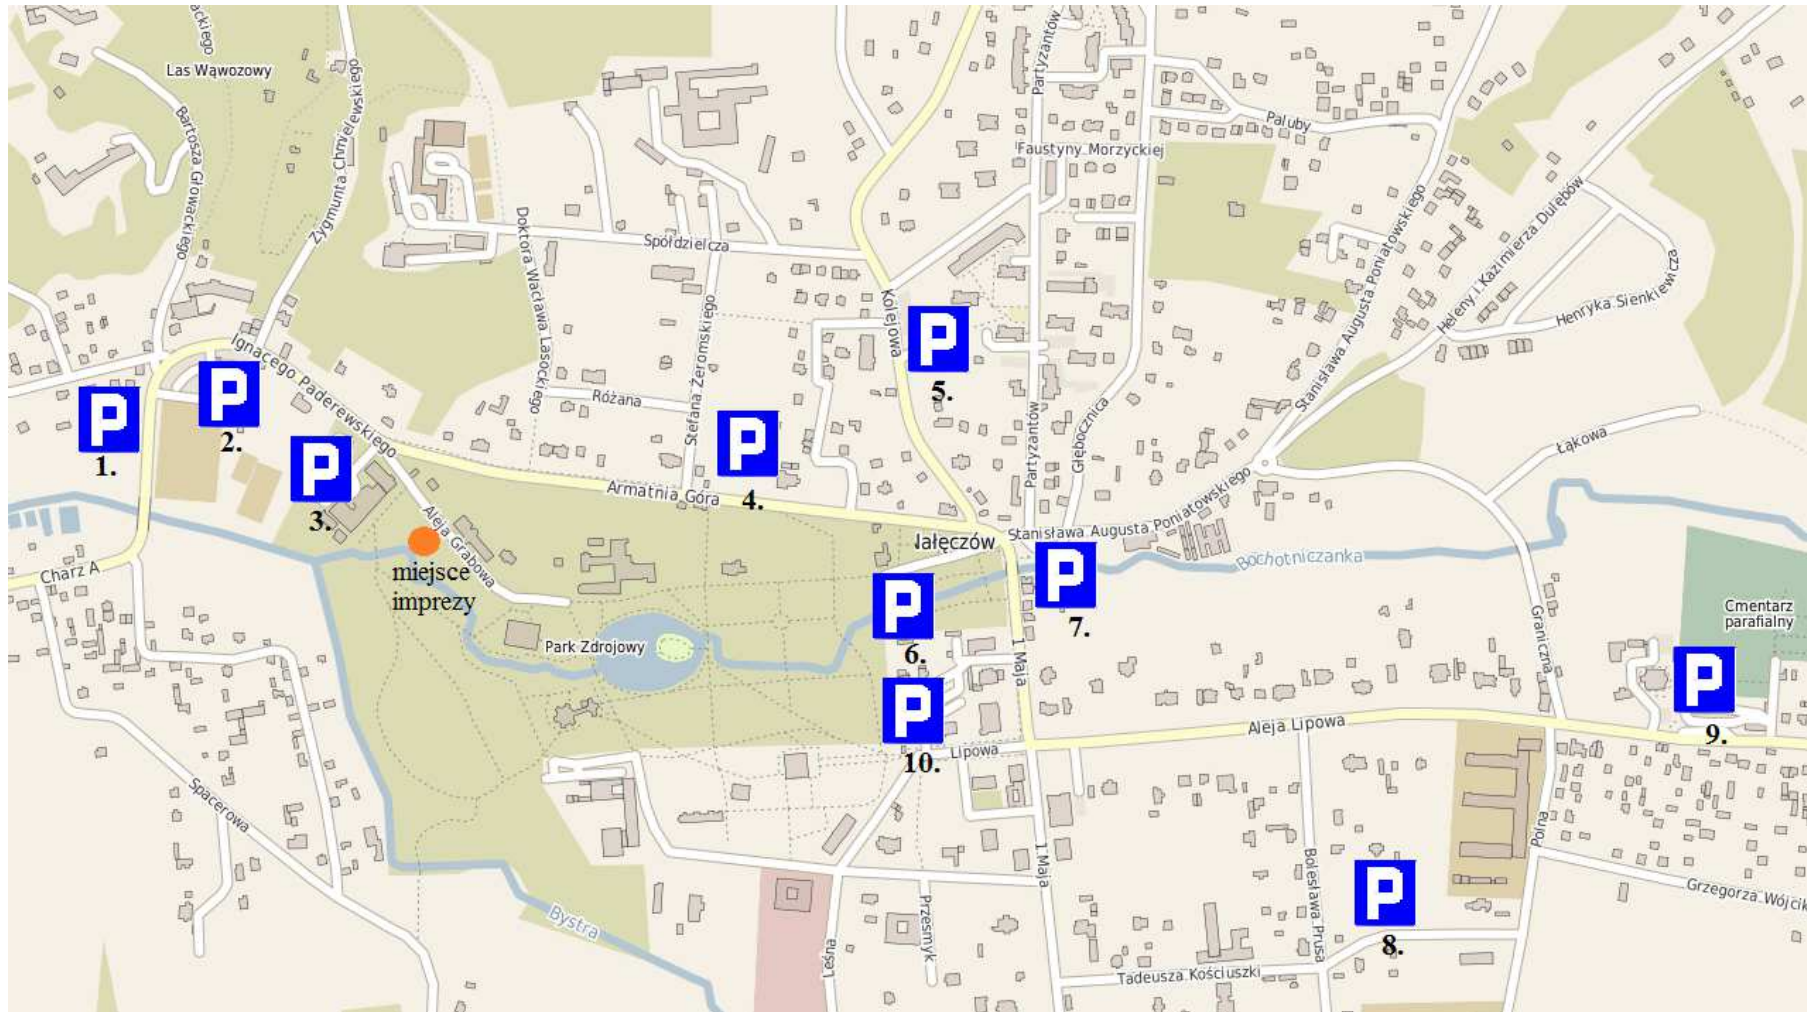 ckiego
Las Wąwozowy
Bartosza Głowackiego
Zygmunta Chmielewskiego
Partyzantów
Paluby
Faustyny Morzyckiej
Doktora Wacława Lasockiego
Spółdzielcza
Stefana Żeromskiego
Kolejowa
Stanisława Augusta Poniatowskiego
Heleny i Kazimierza Dulębów
Henryka Sienkiewicza
Ignacego Paderewskiego
P
1.
P
2.
P
3.
Różana
P
4.
P
5.
Partyzantów
Głębocznica
Łąkowa
Armatnia Góra
Aleja Grabowa
Nałęczów
Stanisława Augusta Poniatowskiego
Bochotniczanka
Charz A
miejsce
imprezy
P
6.
P
7.
1 Maja
Graniczna
Cmentarz
parafialny
Park Zdrojowy
P
10.
Lipowa
Aleja Lipowa
P
9.
Spacerowa
1 Maja
Bolesława Prusa
Polna
Grzegorza Wójcik
P
8.
Bystra
Leśna
Przesmyk
Tadeusza Kościuszki